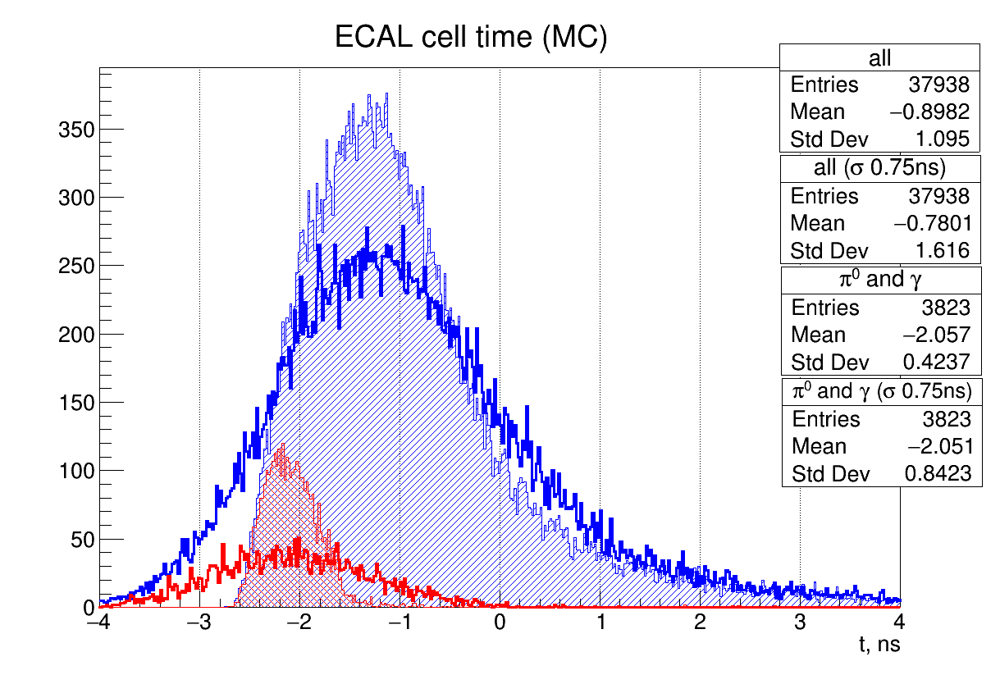 ECAL cell time (MC)
all
Entries 37938
Mean −0.8982
Std Dev 1.095
all (σ 0.75ns)
Entries 37938
Mean −0.7801
Std Dev 1.616
π⁰ and γ
Entries 3823
Mean −2.057
Std Dev 0.4237
π⁰ and γ (σ 0.75ns)
Entries 3823
Mean −2.051
Std Dev 0.8423
350
300
250
200
150
100
50
0
−4 −3 −2 −1 0 1 2 3 4
t, ns